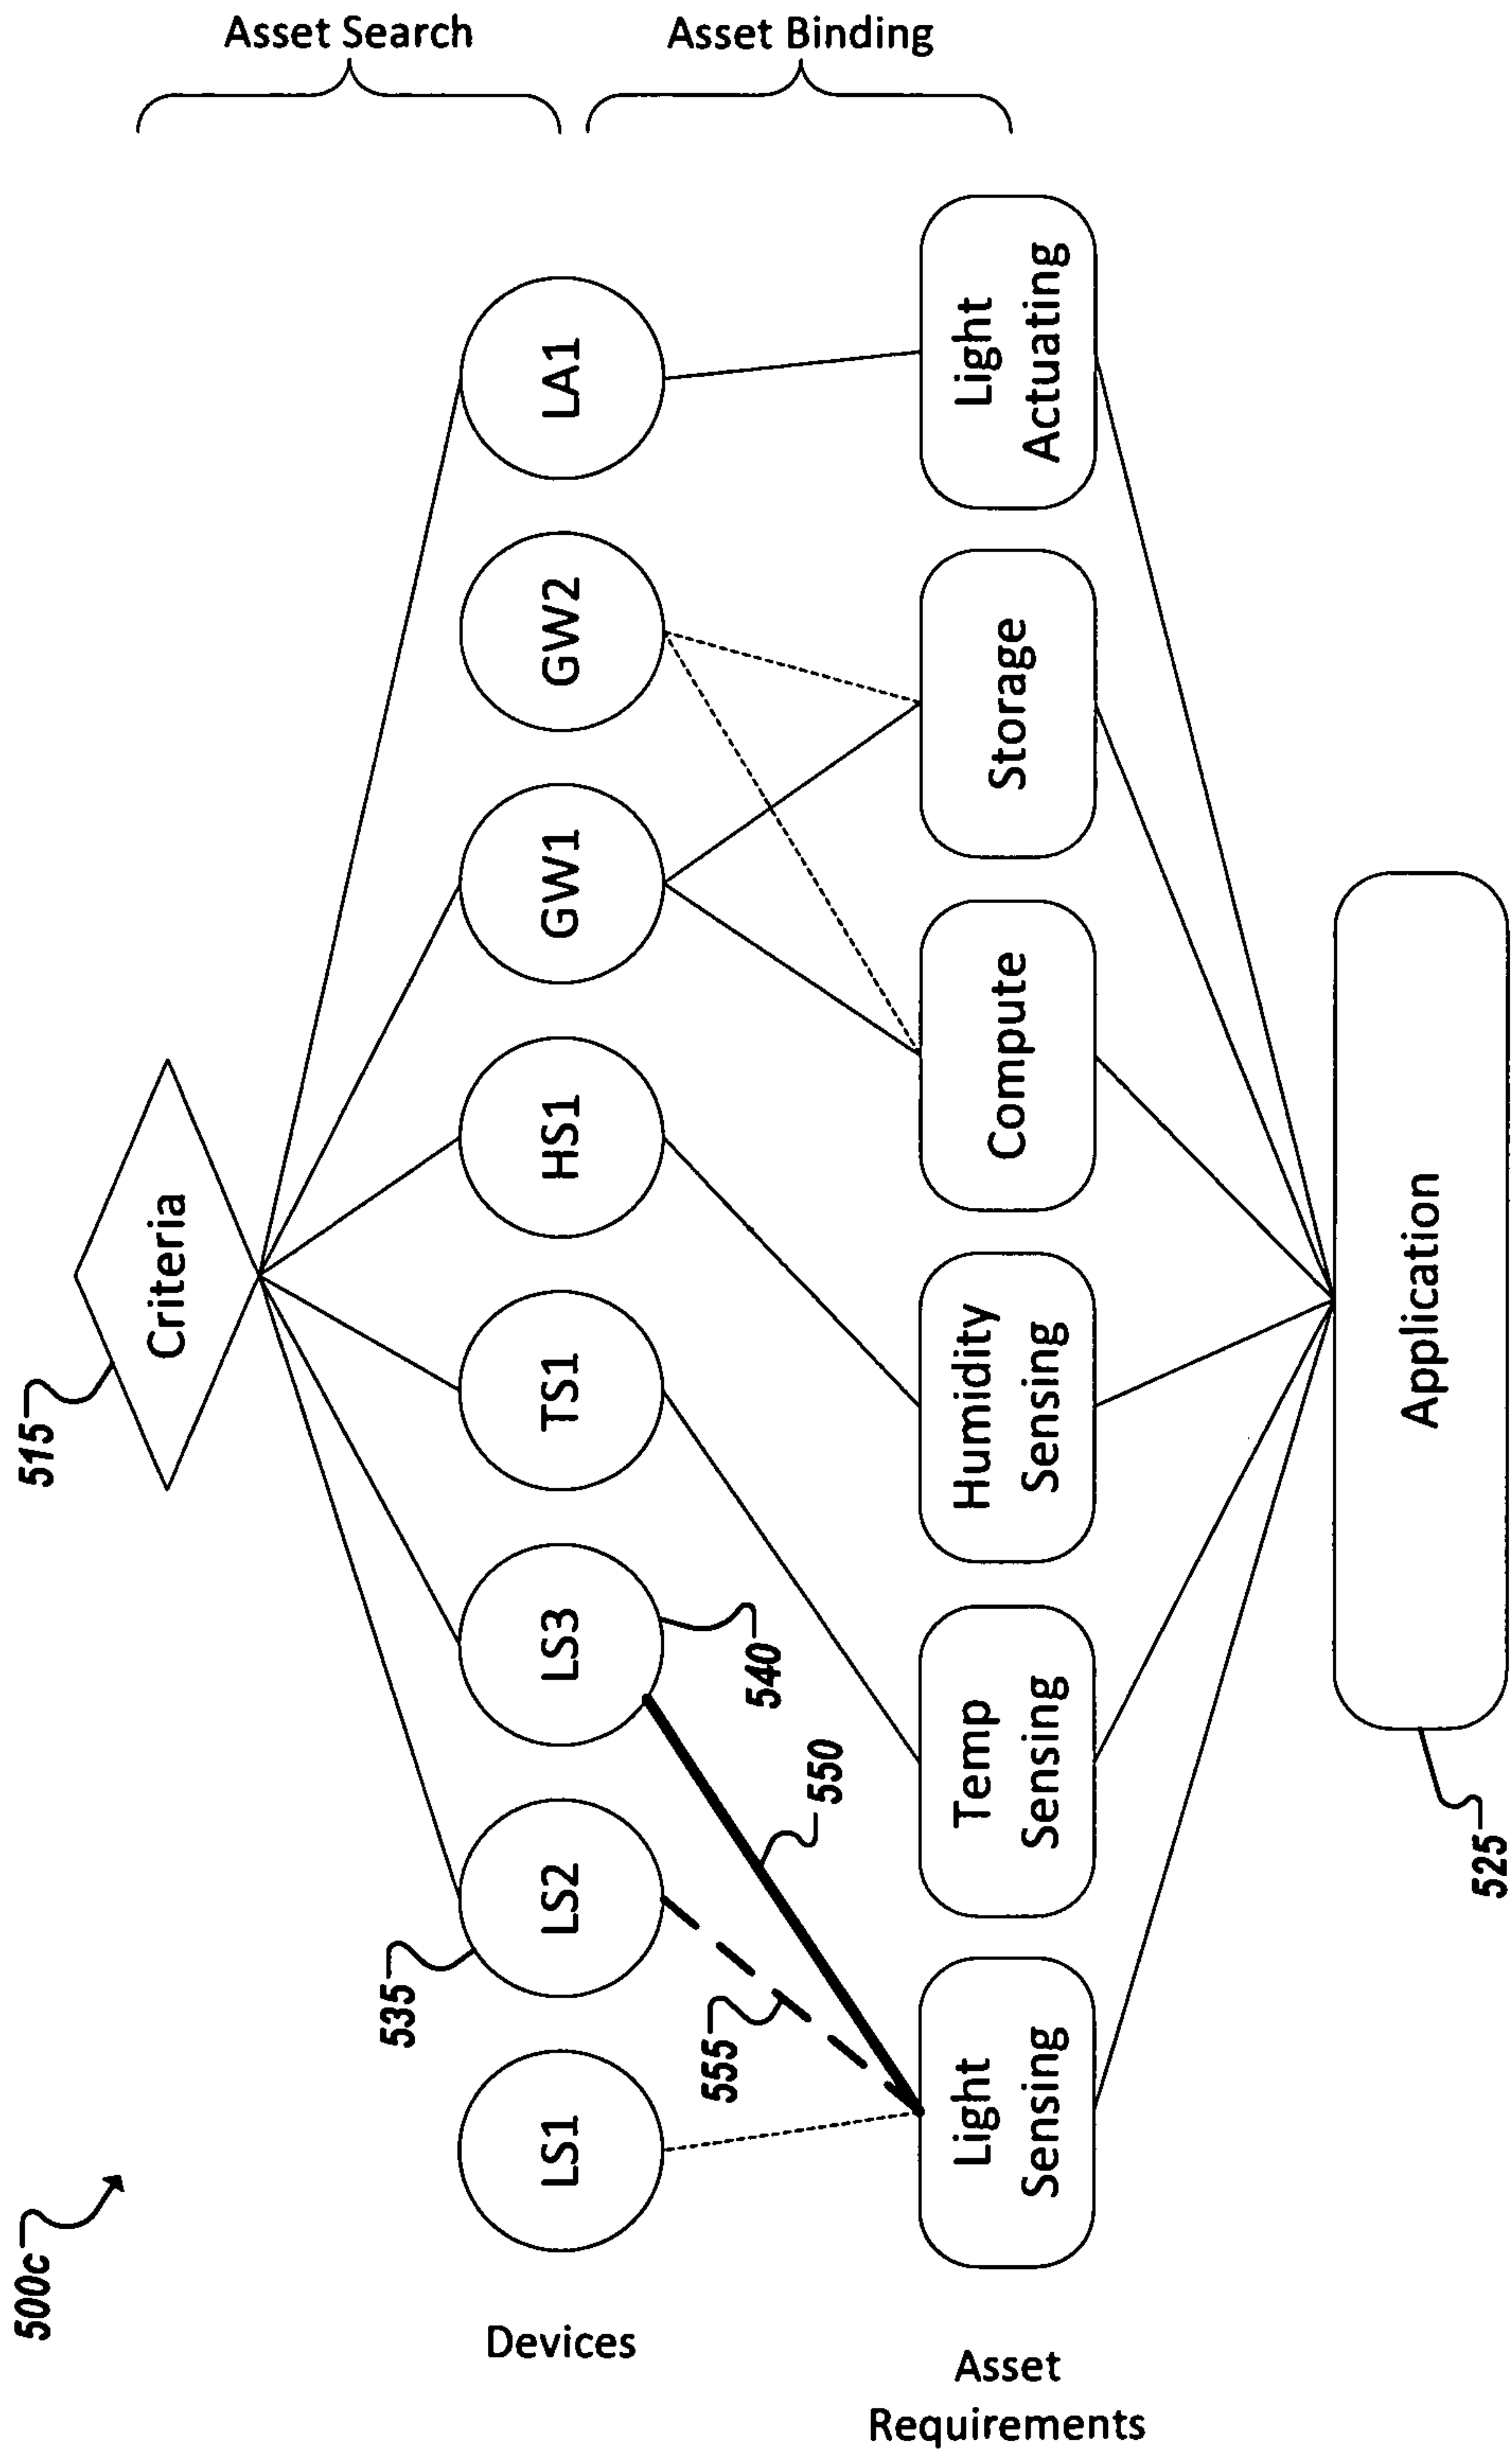 500c
515
Criteria
Asset Search
535
Devices
LS1
LS2
LS3
TS1
HS1
GW1
GW2
LA1
540
555
550
Asset Binding
Asset
Requirements
Light
Sensing
Temp
Sensing
Humidity
Sensing
Compute
Storage
Light
Actuating
525
Application